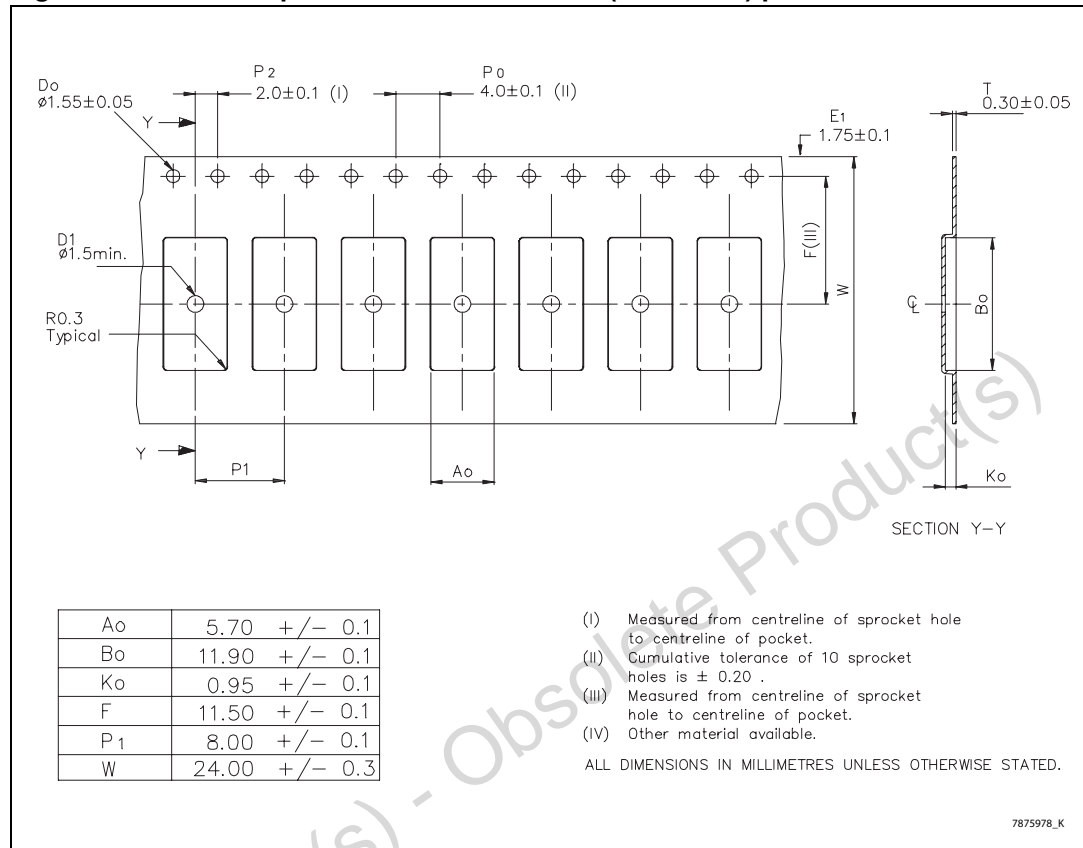 P2
2.0±0.1 (I)
P0
4.0±0.1 (II)
Do
ø1.55±0.05
Y
E1
1.75±0.1
T
0.30±0.05
D1
ø1.5min.
R0.3
Typical
F(III)
W
Bo
Y
P1
Ao
Ko
SECTION Y-Y
Ao 5.70 +/- 0.1
Bo 11.90 +/- 0.1
Ko 0.95 +/- 0.1
F 11.50 +/- 0.1
P1 8.00 +/- 0.1
W 24.00 +/- 0.3
(I) Measured from centreline of sprocket hole
to centreline of pocket.
(II) Cumulative tolerance of 10 sprocket
holes is ± 0.20 .
(III) Measured from centreline of sprocket
hole to centreline of pocket.
(IV) Other material available.
ALL DIMENSIONS IN MILLIMETRES UNLESS OTHERWISE STATED.
7875978_K
(s) - Obsolete Product(s)